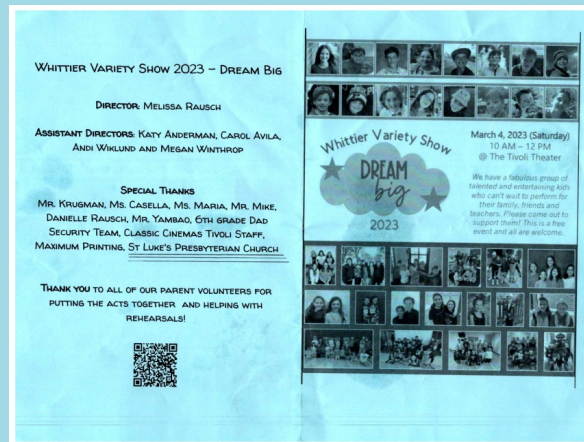 WHITTIER VARIETY SHOW 2023 – DREAM BIG
DIRECTOR: MELISSA RAUSCH
ASSISTANT DIRECTORS: KATY ANDERMAN, CAROL AVILA,
ANDI WIKLUND AND MEGAN WINTHROP
SPECIAL THANKS
MR. KRUGMAN, MS. CASELLA, MS. MARIA, MR. MIKE,
DANIELLE RAUSCH, MR. YAMBAO, 6TH GRADE DAD
SECURITY TEAM, CLASSIC CINEMAS TIVOLI STAFF,
MAXIMUM PRINTING, ST LUKE'S PRESBYTERIAN CHURCH
THANK YOU TO ALL OF OUR PARENT VOLUNTEERS FOR
PUTTING THE ACTS TOGETHER AND HELPING WITH
REHEARSALS!
Whittier Variety Show
DREAM
big
2023
March 4, 2023 (Saturday)
10 AM – 12 PM
@ The Tivoli Theater
We have a fabulous group of
talented and entertaining kids
who can't wait to perform for
their family, friends and
teachers. Please come out to
support them! This is a free
event and all are welcome.